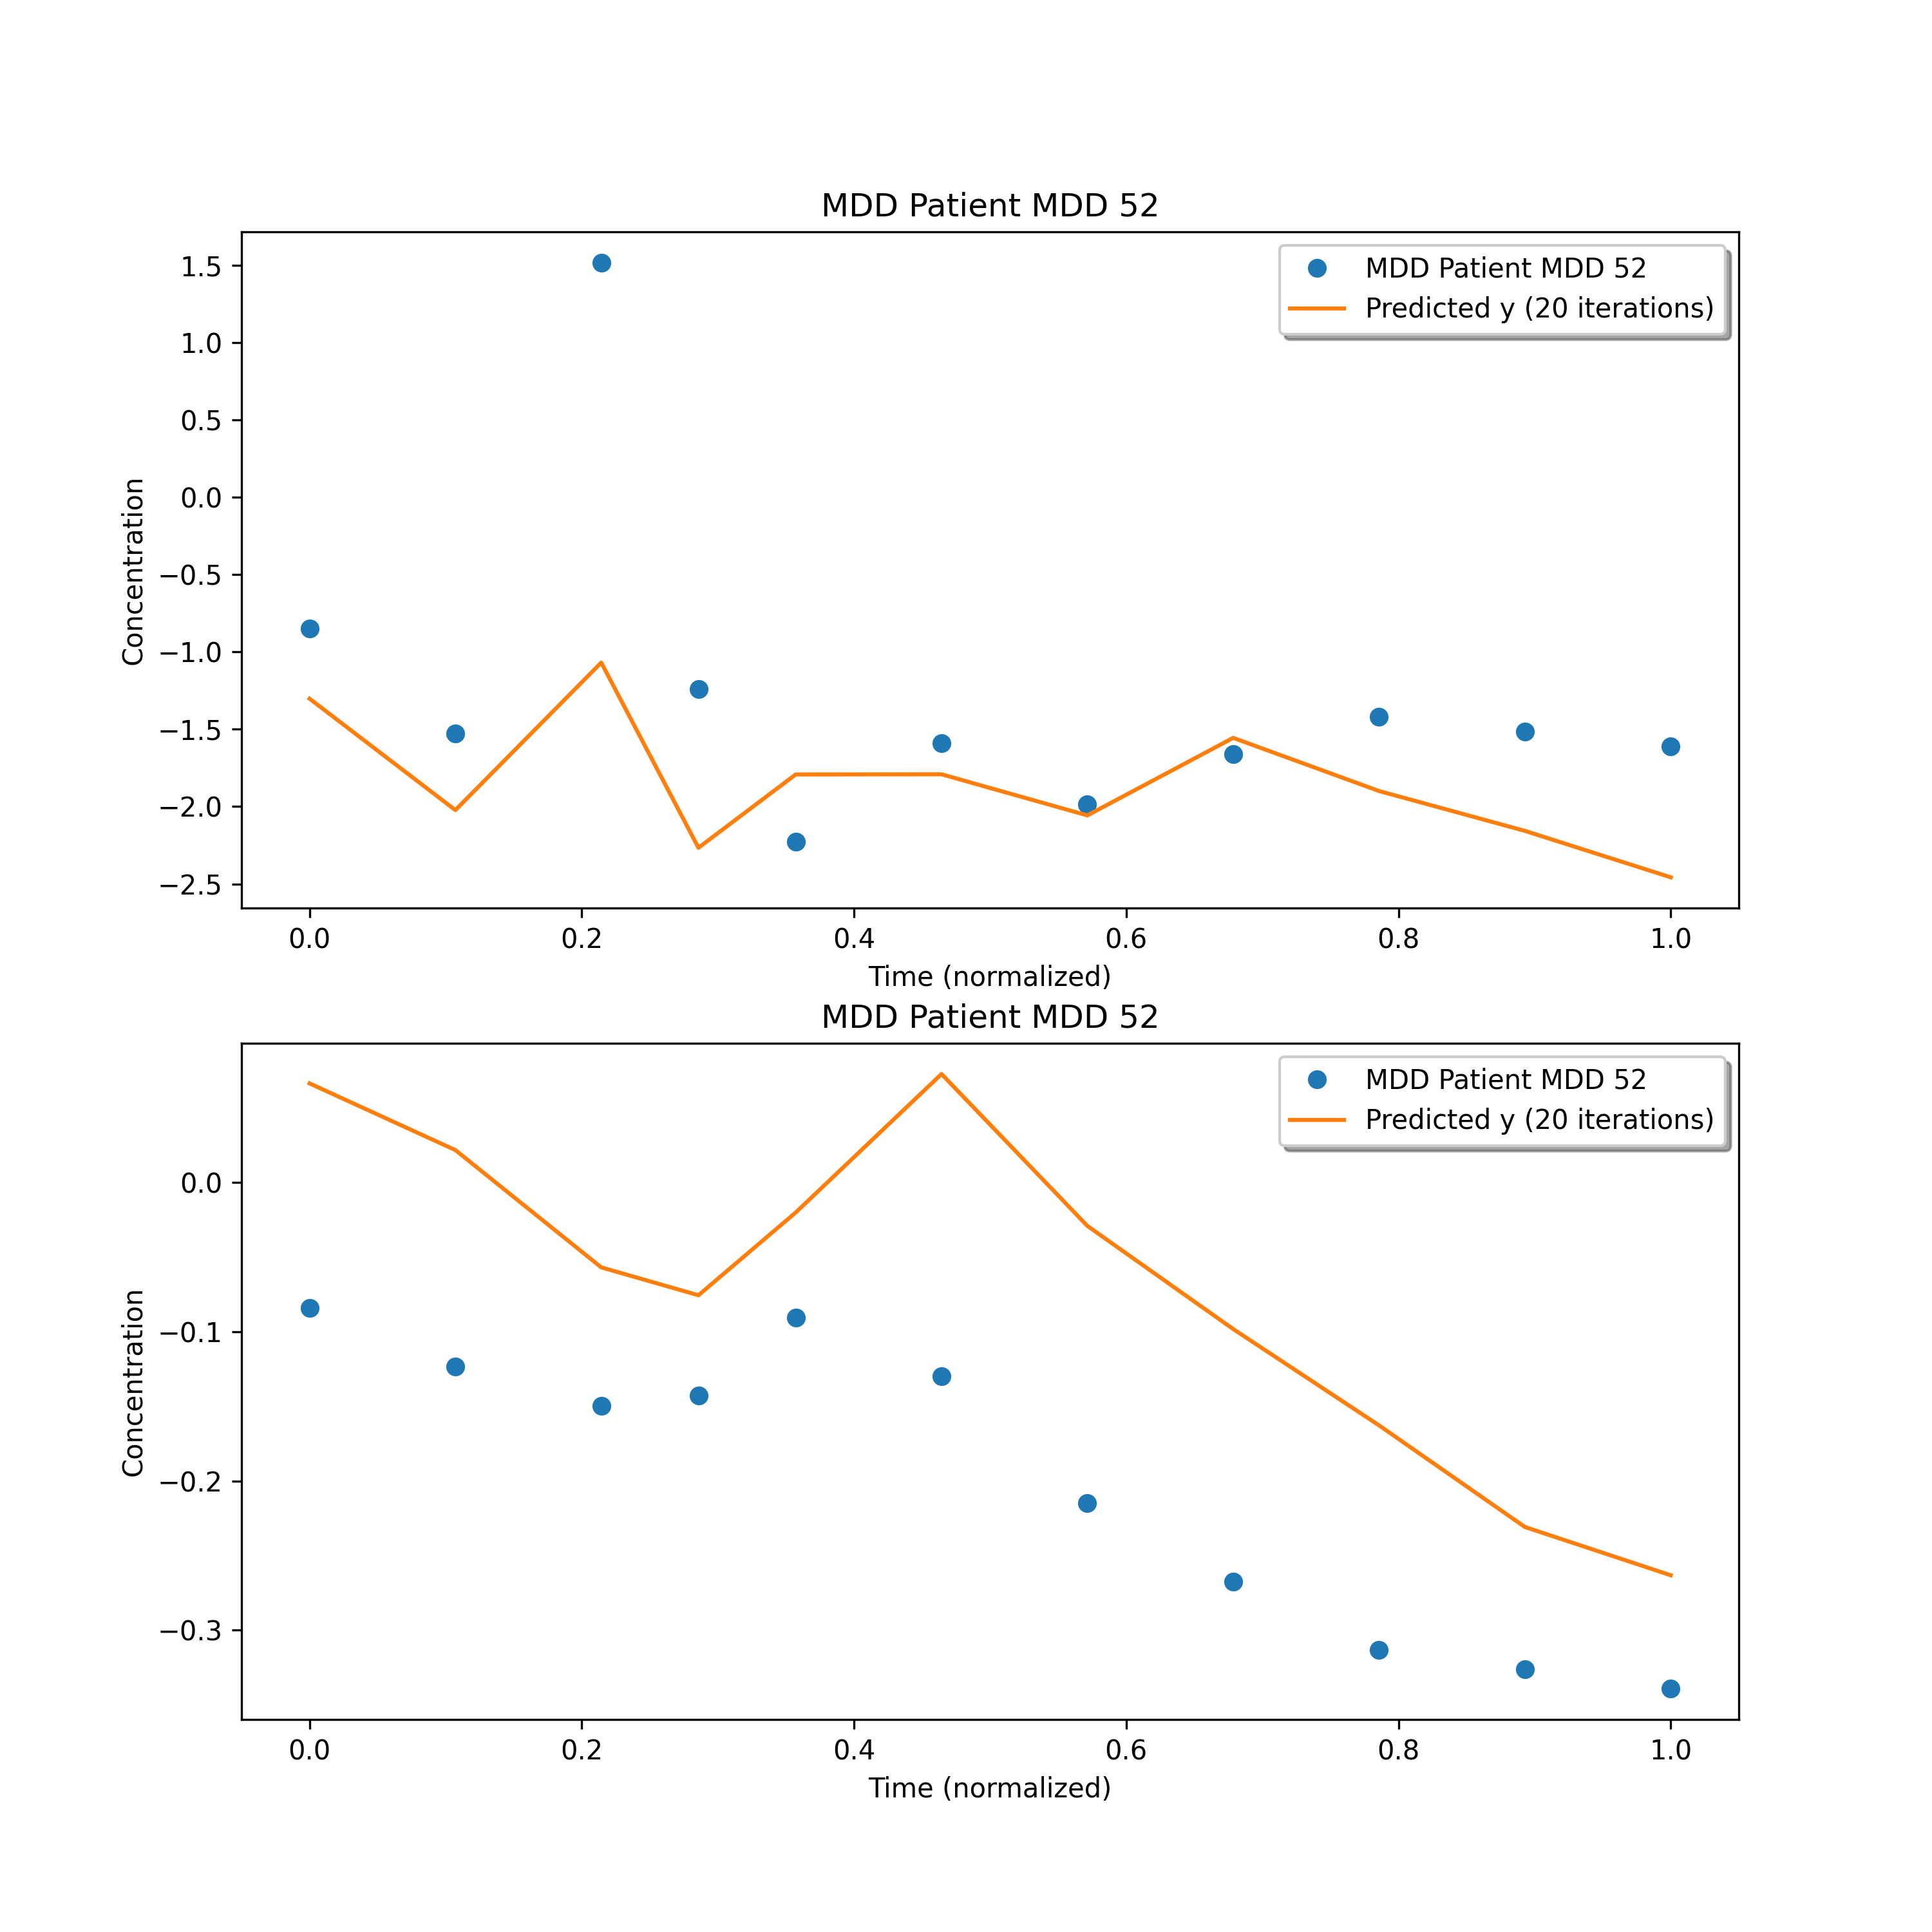 MDD Patient MDD 52
MDD Patient MDD 52
Predicted y (20 iterations)
Concentration
1.5
1.0
0.5
0.0
−0.5
−1.0
−1.5
−2.0
−2.5
0.0 0.2 0.4 0.6 0.8 1.0
Time (normalized)
MDD Patient MDD 52
MDD Patient MDD 52
Predicted y (20 iterations)
Concentration
0.0
−0.1
−0.2
−0.3
0.0 0.2 0.4 0.6 0.8 1.0
Time (normalized)